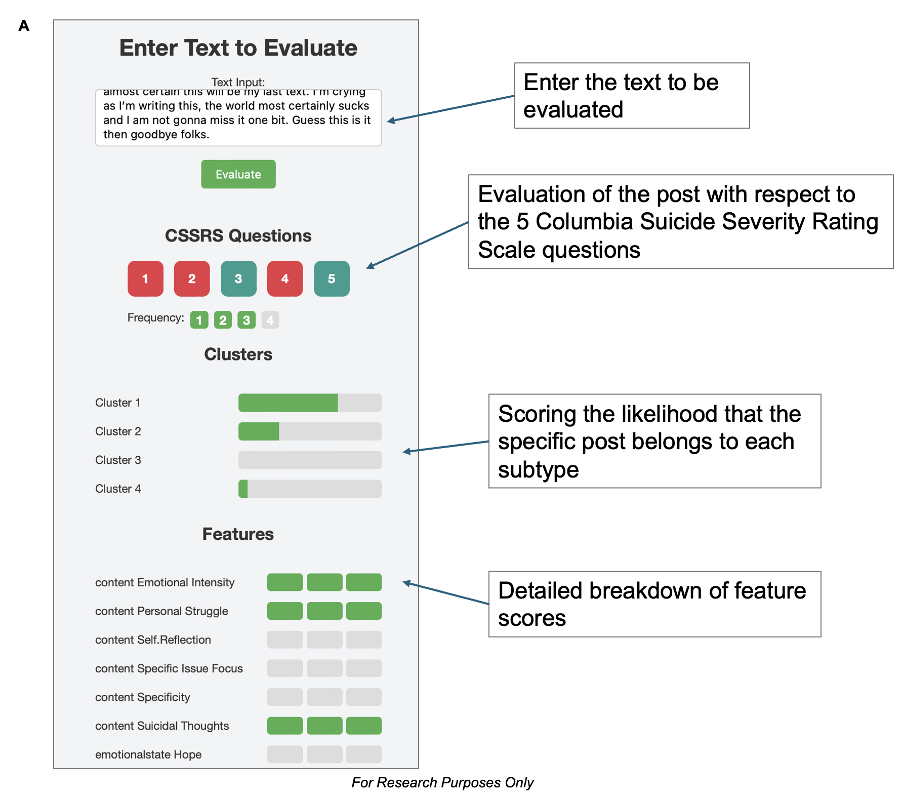 A
Enter Text to Evaluate
Text Input:
almost certain this will be my last text. I'm crying
as I'm writing this, the world most certainly sucks
and I am not gonna miss it one bit. Guess this is it
then goodbye folks.
Evaluate
CSSRS Questions
1 2 3 4 5
Frequency: 1 2 3 4
Clusters
Cluster 1
Cluster 2
Cluster 3
Cluster 4
Features
content Emotional Intensity
content Personal Struggle
content Self.Reflection
content Specific Issue Focus
content Specificity
content Suicidal Thoughts
emotionalstate Hope
Enter the text to be
evaluated
Evaluation of the post with respect to
the 5 Columbia Suicide Severity Rating
Scale questions
Scoring the likelihood that the
specific post belongs to each
subtype
Detailed breakdown of feature
scores
For Research Purposes Only